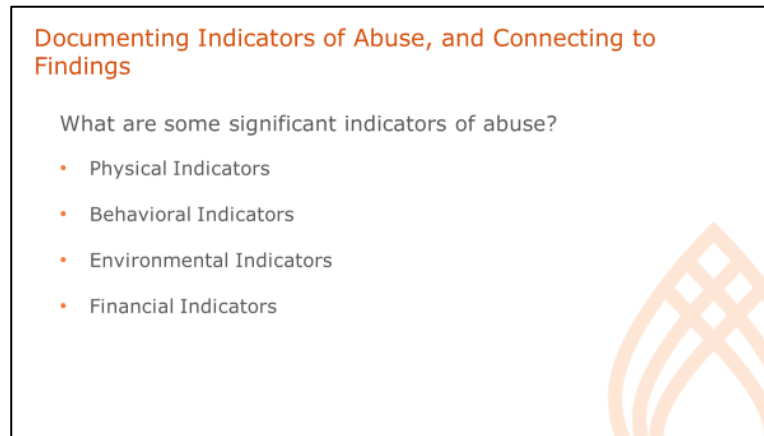 Documenting Indicators of Abuse, and Connecting to
Findings
What are some significant indicators of abuse?
• Physical Indicators
• Behavioral Indicators
• Environmental Indicators
• Financial Indicators